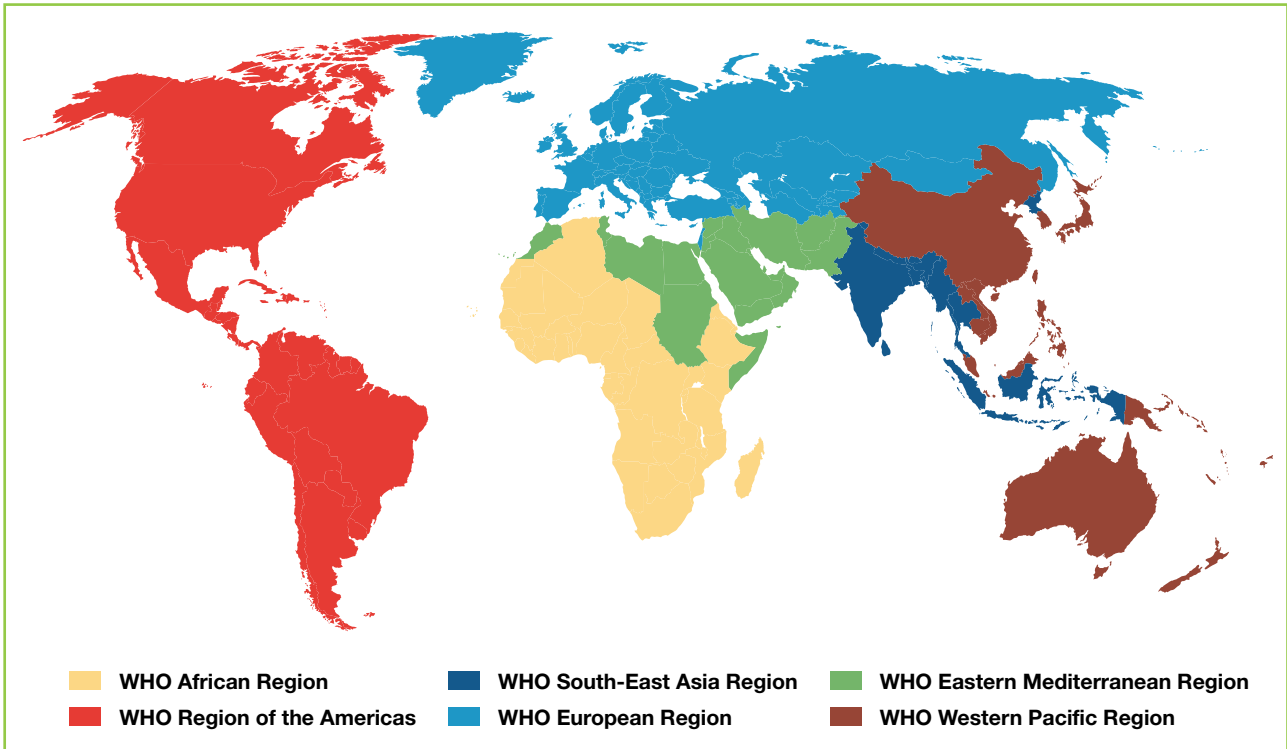 WHO African Region
WHO South-East Asia Region
WHO Eastern Mediterranean Region
WHO Region of the Americas
WHO European Region
WHO Western Pacific Region